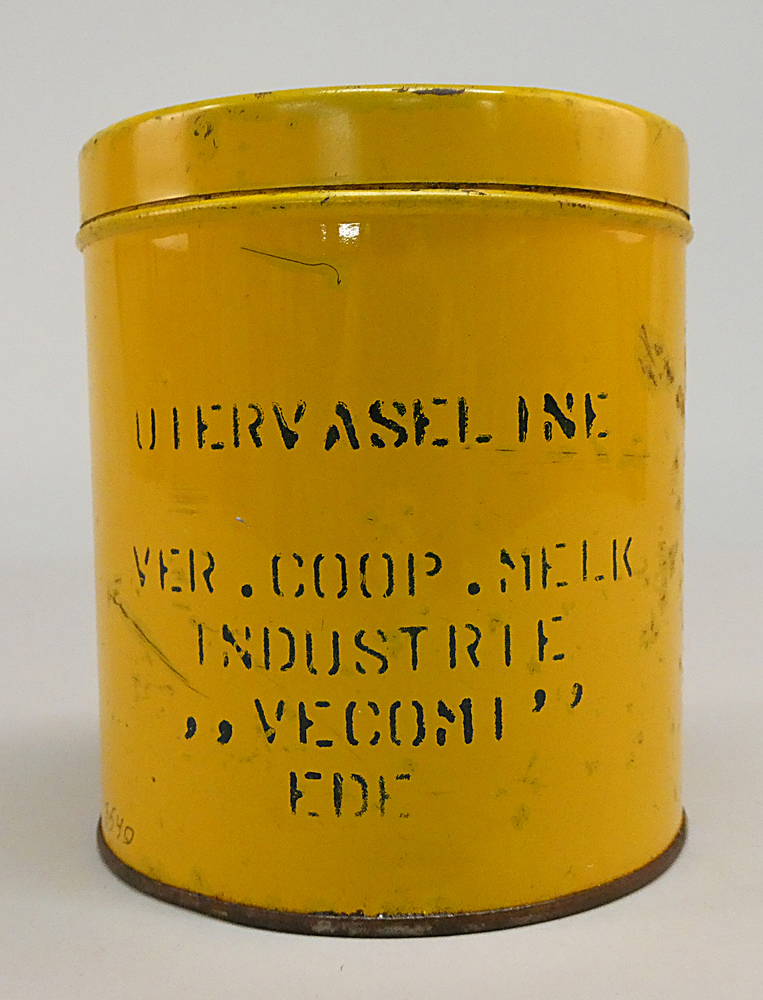 UIERVASELINE
VER.COOP.MELK
INDUSTRIE
„VECOMI”
EDE